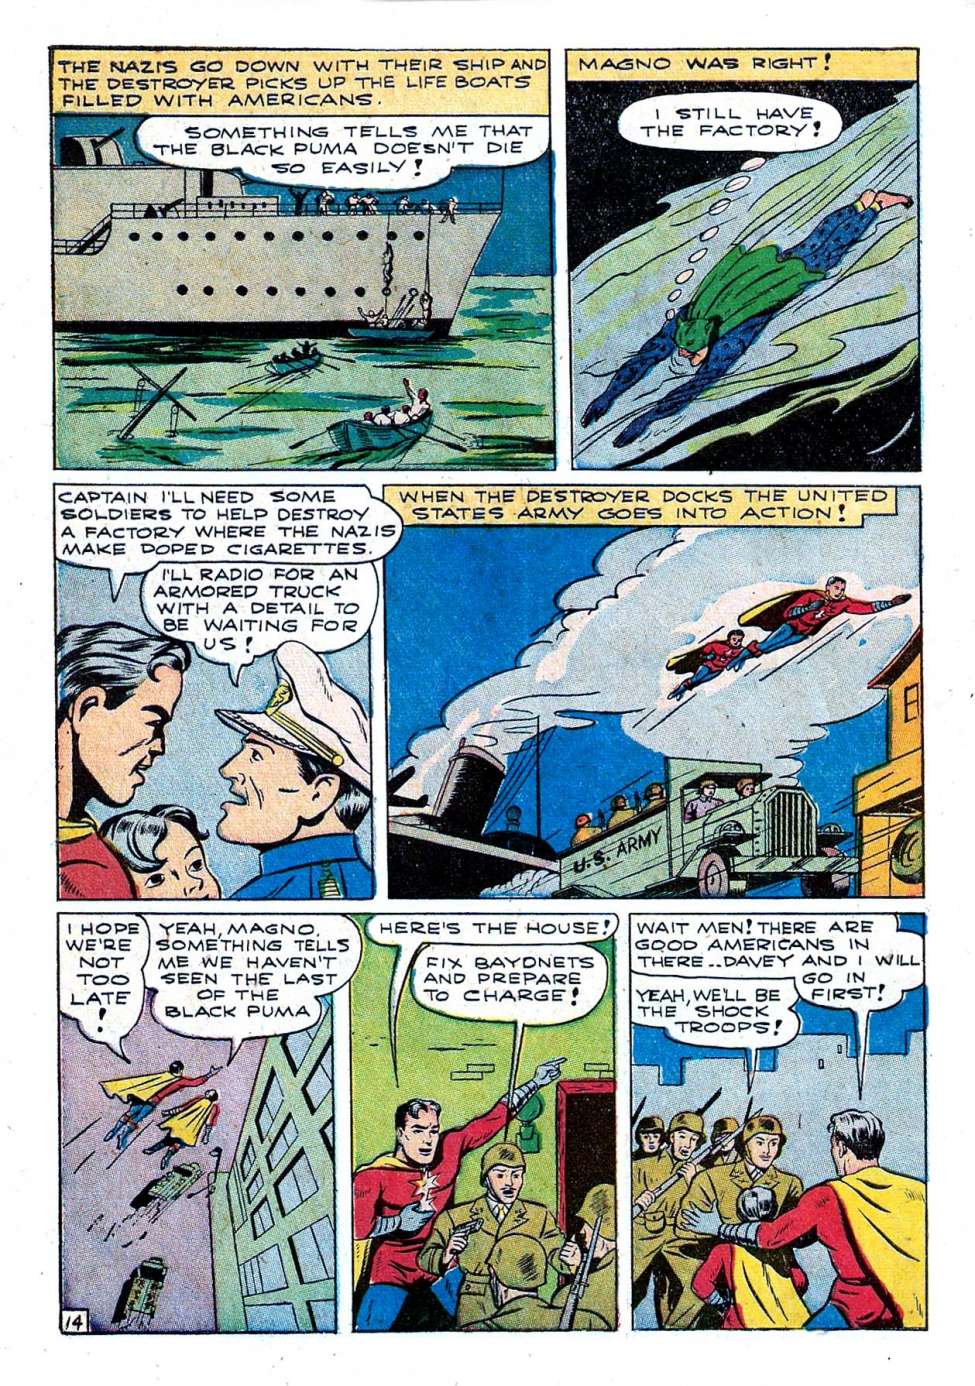 THE NAZIS GO DOWN WITH THEIR SHIP AND
THE DESTROYER PICKS UP THE LIFE BOATS
FILLED WITH AMERICANS.
SOMETHING TELLS ME THAT
THE BLACK PUMA DOESN'T DIE
SO EASILY!
MAGNO WAS RIGHT!
I STILL HAVE
THE FACTORY!
CAPTAIN I'LL NEED SOME
SOLDIERS TO HELP DESTROY
A FACTORY WHERE THE NAZIS
MAKE DOPED CIGARETTES.
I'LL RADIO FOR AN
ARMORED TRUCK
WITH A DETAIL TO
BE WAITING FOR
US!
WHEN THE DESTROYER DOCKS THE UNITED
STATES ARMY GOES INTO ACTION!
U.S. ARMY
I HOPE
WE'RE
NOT
TOO
LATE!
YEAH, MAGNO.
SOMETHING TELLS
ME WE HAVEN'T
SEEN THE LAST
OF THE
BLACK PUMA
HERE'S THE HOUSE!
FIX BAYONETS
AND PREPARE
TO CHARGE!
WAIT MEN! THERE ARE
GOOD AMERICANS IN
THERE..DAVEY AND I WILL
GO IN
FIRST!
YEAH, WE'LL BE
THE SHOCK
TROOPS!
14